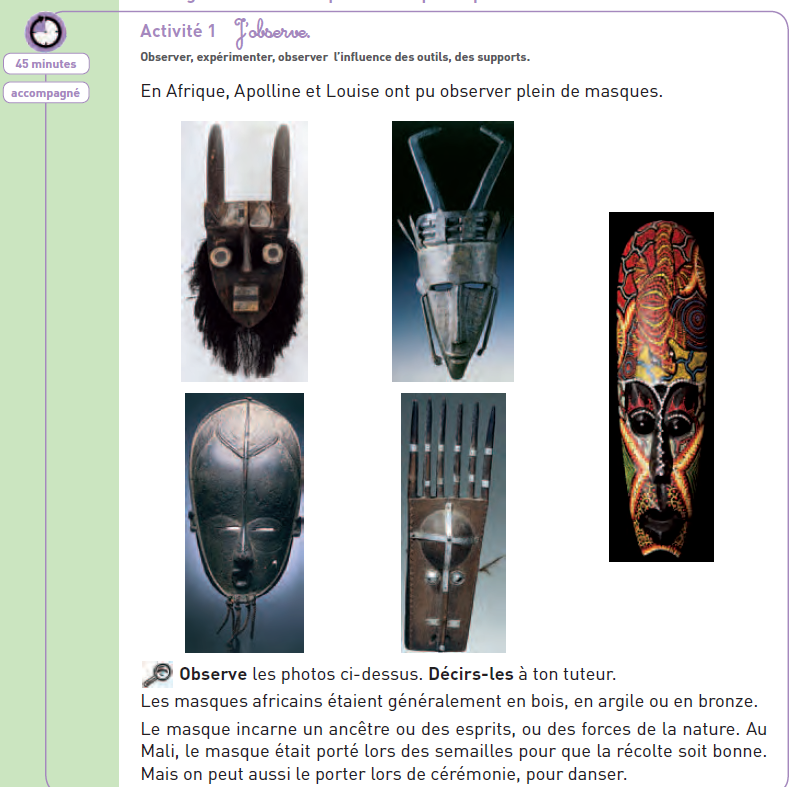 Activité 1 J'observe.
45 minutes
accompagné
Observer, expérimenter, observer l'influence des outils, des supports.
En Afrique, Apolline et Louise ont pu observer plein de masques.
Observe les photos ci-dessus. Décirs-les à ton tuteur.
Les masques africains étaient généralement en bois, en argile ou en bronze.
Le masque incarne un ancêtre ou des esprits, ou des forces de la nature. Au
Mali, le masque était porté lors des semailles pour que la récolte soit bonne.
Mais on peut aussi le porter lors de cérémonie, pour danser.